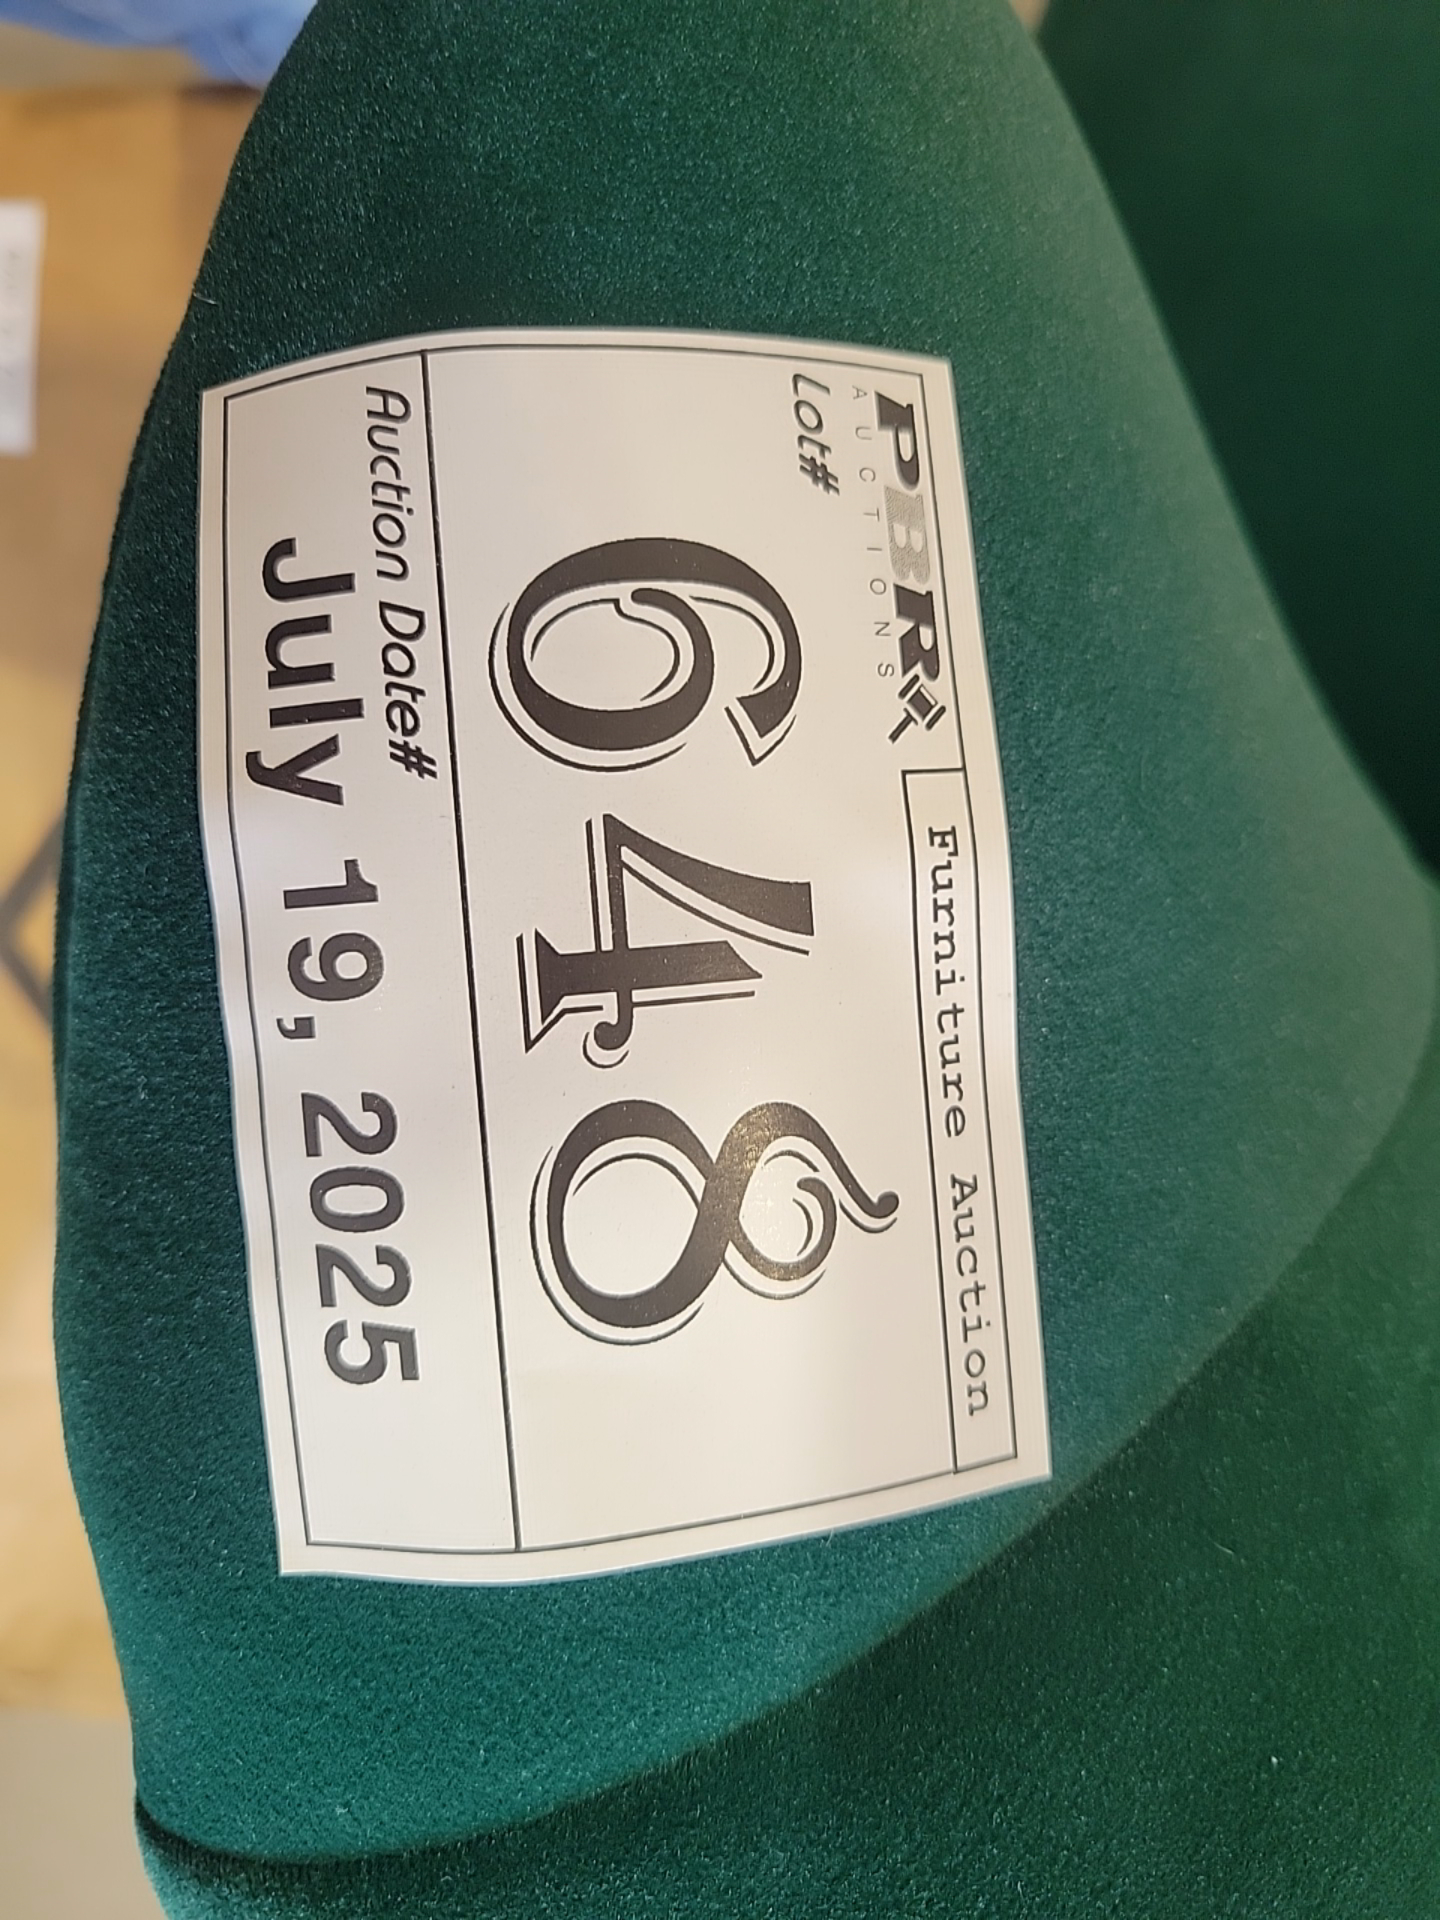 PBR
AUCTIONS
Furniture Auction
Lot#
648
Auction Date#
July 19, 2025